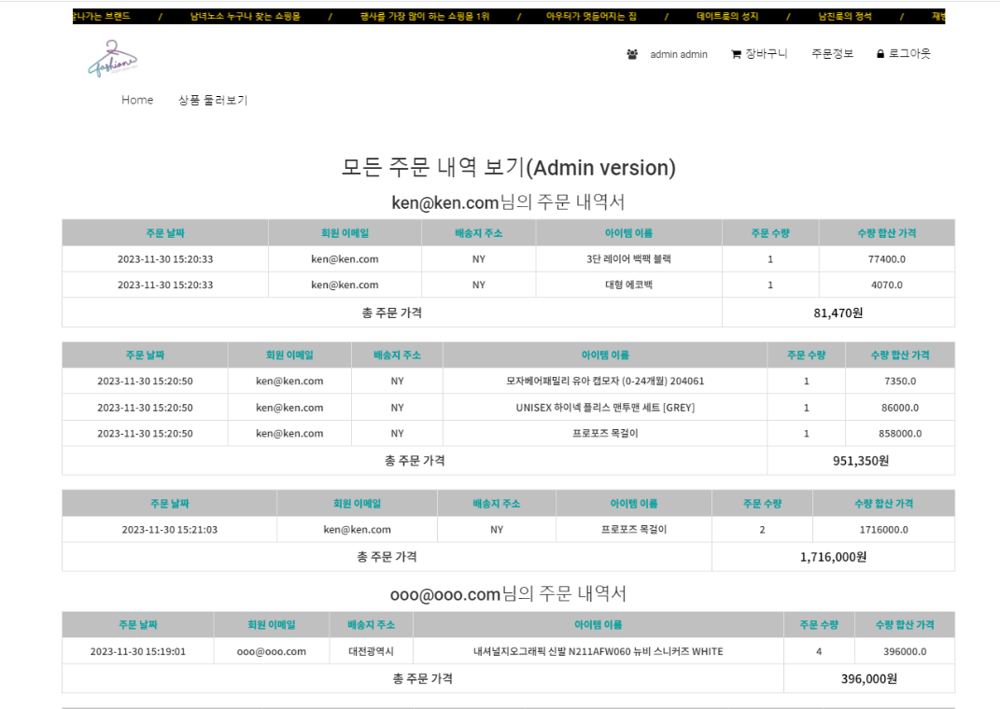 나가는 브랜드 / 남녀노소 누구나 찾는 쇼핑몰 / 행사를 가장 많이 하는 쇼핑몰 1위 / 아우터가 멋들어지는 집 / 데이트룩의 성지 / 남친룩의 정석 /
fashione
admin admin 장바구니 주문정보 로그아웃
Home 상품 둘러보기
모든 주문 내역 보기(Admin version)
ken@ken.com님의 주문 내역서
주문 날짜 회원 이메일 배송지 주소 아이템 이름 주문 수량 수량 합산 가격
2023-11-30 15:20:33 ken@ken.com NY 3단 레이어 백팩 블랙 1 77400.0
2023-11-30 15:20:33 ken@ken.com NY 대형 에코백 1 4070.0
총 주문 가격 81,470원
주문 날짜 회원 이메일 배송지 주소 아이템 이름 주문 수량 수량 합산 가격
2023-11-30 15:20:50 ken@ken.com NY 모자베어패밀리 유아 캡모자 (0-24개월) 204061 1 7350.0
2023-11-30 15:20:50 ken@ken.com NY UNISEX 하이넥 플리스 맨투맨 세트 [GREY] 1 86000.0
2023-11-30 15:20:50 ken@ken.com NY 프로포즈 목걸이 1 858000.0
총 주문 가격 951,350원
주문 날짜 회원 이메일 배송지 주소 아이템 이름 주문 수량 수량 합산 가격
2023-11-30 15:21:03 ken@ken.com NY 프로포즈 목걸이 2 1716000.0
총 주문 가격 1,716,000원
ooo@ooo.com님의 주문 내역서
주문 날짜 회원 이메일 배송지 주소 아이템 이름 주문 수량 수량 합산 가격
2023-11-30 15:19:01 ooo@ooo.com 대전광역시 내셔널지오그래픽 신발 N211AFW060 뉴비 스니커즈 WHITE 4 396000.0
총 주문 가격 396,000원